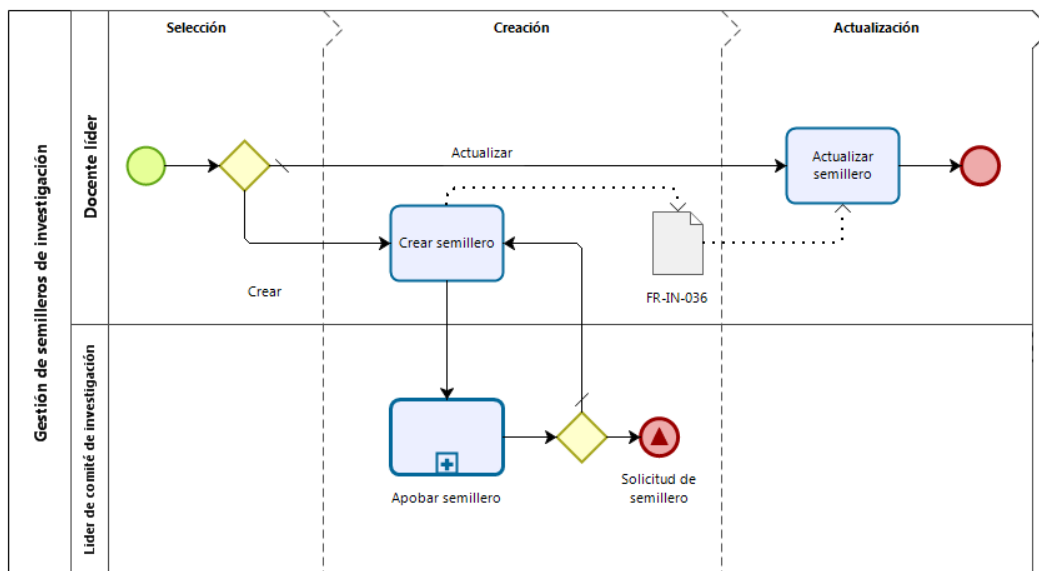 Selección
Creación
Actualización
Gestión de semilleros de investigación
Docente líder
Actualizar
Actualizar
semillero
Crear semillero
Crear
FR-IN-036
Lider de comité de investigación
Apobar semillero
Solicitud de
semillero